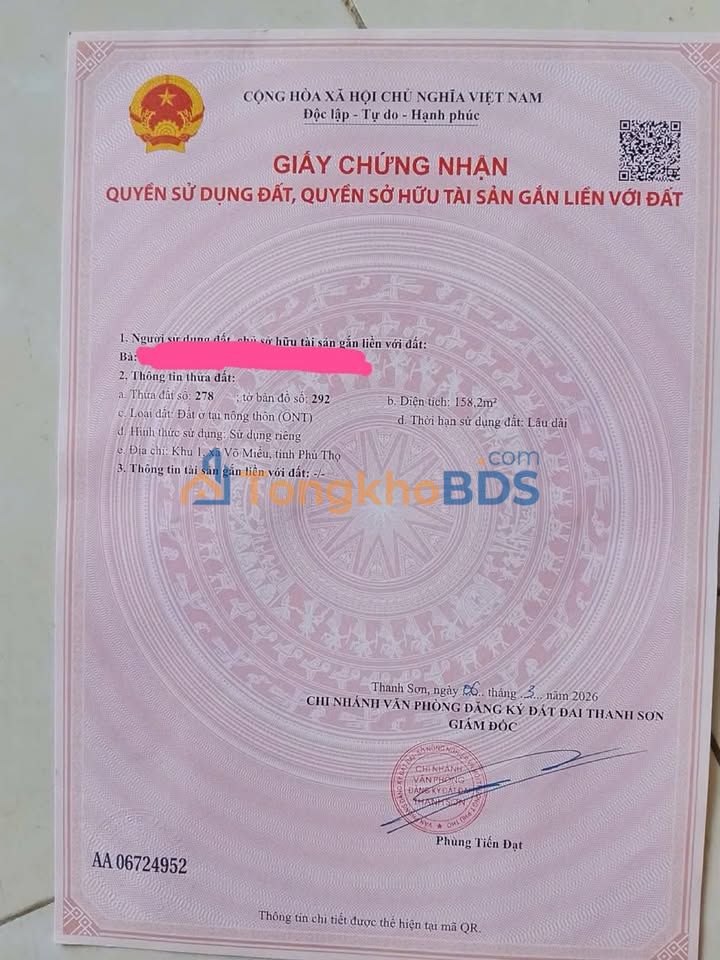 CỘNG HÒA XÃ HỘI CHỦ NGHĨA VIỆT NAM
Độc lập - Tự do - Hạnh phúc
GIẤY CHỨNG NHẬN
QUYỀN SỬ DỤNG ĐẤT, QUYỀN SỞ HỮU TÀI SẢN GẮN LIỀN VỚI ĐẤT
1. Người sử dụng đất, chủ sở hữu tài sản gắn liền với đất:
Bà:
2. Thông tin thửa đất:
a. Thửa đất số: 278 ; tờ bản đồ số: 292 b. Diện tích: 158,2m²
c. Loại đất: Đất ở tại nông thôn (ONT) d. Thời hạn sử dụng đất: Lâu dài
đ. Hình thức sử dụng: Sử dụng riêng
e. Địa chỉ: Khu 1, xã Võ Miếu, tỉnh Phú Thọ
3. Thông tin tài sản gắn liền với đất: -/-
TongkhoBDS.com
Thanh Sơn, ngày 06... tháng .3... năm 2026
CHI NHÁNH VĂN PHÒNG ĐĂNG KÝ ĐẤT ĐAI THANH SƠN
GIÁM ĐỐC
CHI NHÁNH
VĂN PHÒNG
ĐĂNG KÝ ĐẤT ĐAI
THANH SƠN
Phùng Tiến Đạt
AA 06724952
Thông tin chi tiết được thể hiện tại mã QR.